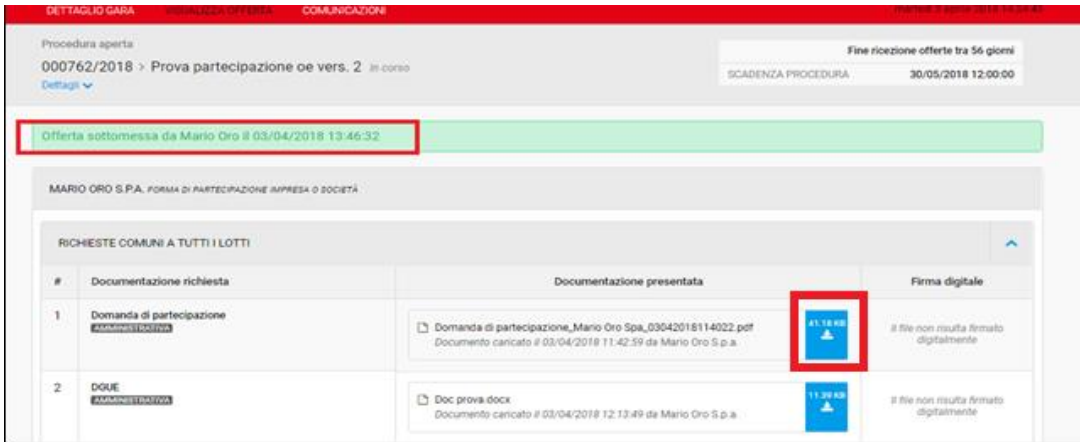 DETTAGLIO GARA VISUALIZZA OFFERTA COMUNICAZIONI
Procedura aperta
000762/2018 > Prova partecipazione oe vers. 2 in corso
Dettagli
Fine ricezione offerte tra 56 giorni
SCADENZA PROCEDURA 30/05/2018 12:00:00
Offerta sottomessa da Mario Oro il 03/04/2018 13:46:32
MARIO ORO S.P.A. FORMA DI PARTECIPAZIONE IMPRESA O SOCIETÀ
RICHIESTE COMUNI A TUTTI I LOTTI
# Documentazione richiesta Documentazione presentata Firma digitale
1 Domanda di partecipazione
AMMINISTRATIVA
Domanda di partecipazione_Mario Oro Spa_03042018114022.pdf
Documento caricato il 03/04/2018 11:42:59 da Mario Oro S.p.a.
41.18 KB
Il file non risulta firmato
digitalmente
2 DGUE
AMMINISTRATIVA
Doc prova.docx
Documento caricato il 03/04/2018 12:13:49 da Mario Oro S.p.a.
11.39 KB
Il file non risulta firmato
digitalmente